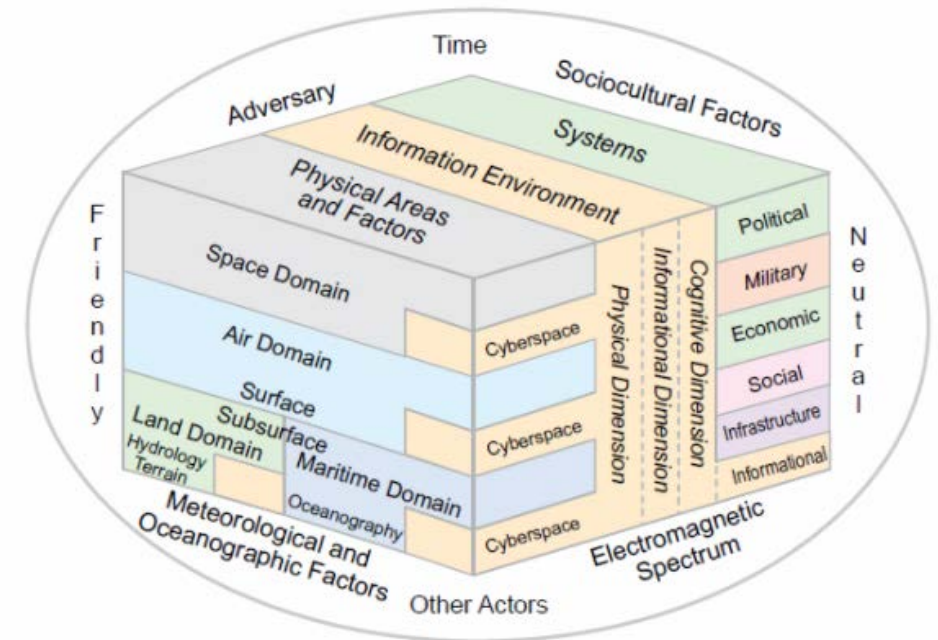 Time
Adversary
Sociocultural Factors
Systems
Information Environment
Physical Areas
and Factors
Friendly
Space Domain
Air Domain
Surface
Subsurface
Land Domain
Hydrology
Terrain
Maritime Domain
Oceanography
Cyberspace
Cyberspace
Cyberspace
Physical Dimension
Informational Dimension
Cognitive Dimension
Political
Military
Economic
Social
Infrastructure
Informational
Neutral
Meteorological and
Oceanographic Factors
Electromagnetic
Spectrum
Other Actors